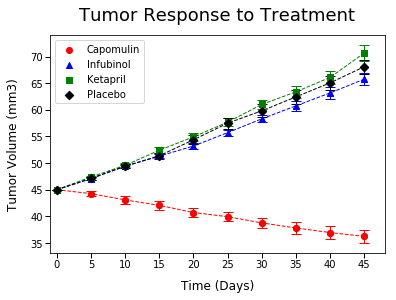 Tumor Response to Treatment
Tumor Volume (mm3)
70
65
60
55
50
45
40
35
Capomulin
Infubinol
Ketapril
Placebo
0 5 10 15 20 25 30 35 40 45
Time (Days)